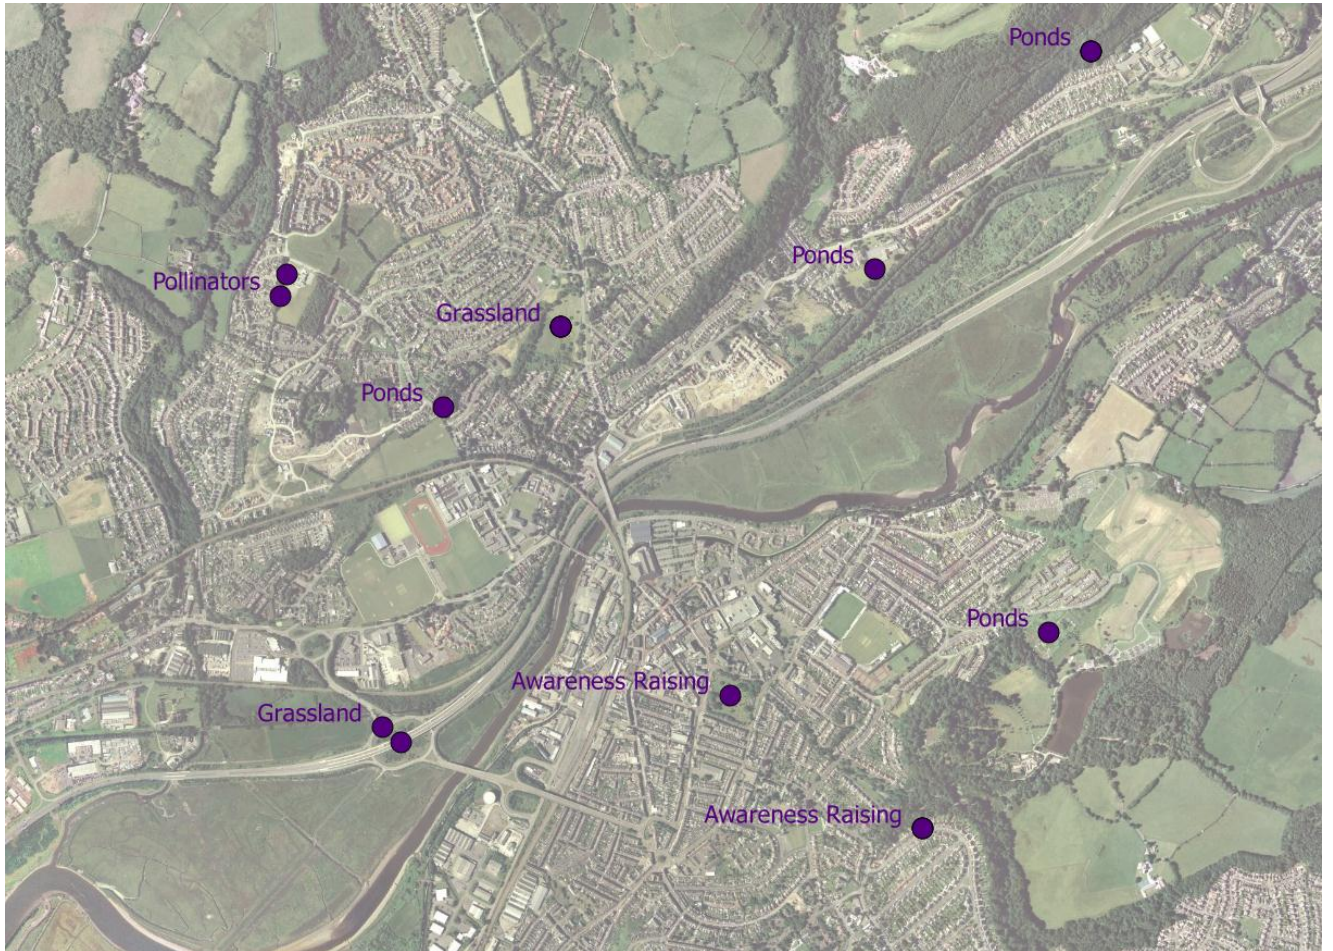 Ponds
Ponds
Pollinators
Grassland
Ponds
Ponds
Awareness Raising
Grassland
Awareness Raising